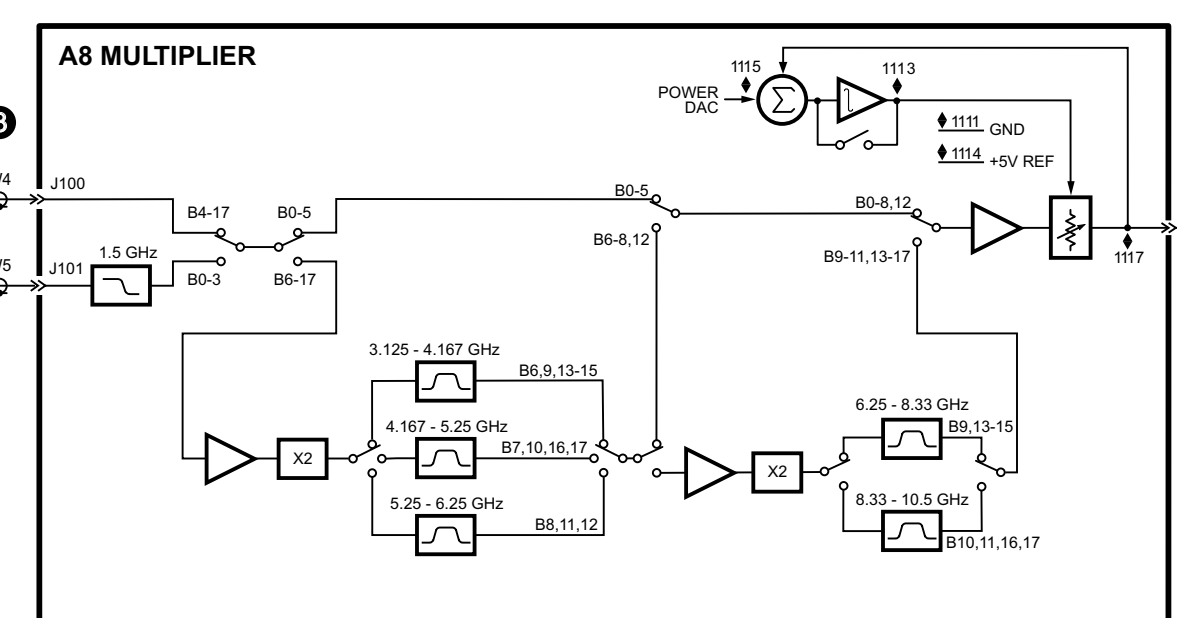 A8 MULTIPLIER
1115
1113
POWER
DAC
Σ
1111 GND
1114 +5V REF
J100
B4-17
B0-5
B0-5
B0-8,12
B6-8,12
1.5 GHz
J101
B0-3
B6-17
B9-11,13-17
1117
3.125 - 4.167 GHz
B6,9,13-15
4.167 - 5.25 GHz
B7,10,16,17
X2
5.25 - 6.25 GHz
B8,11,12
X2
6.25 - 8.33 GHz
B9,13-15
8.33 - 10.5 GHz
B10,11,16,17